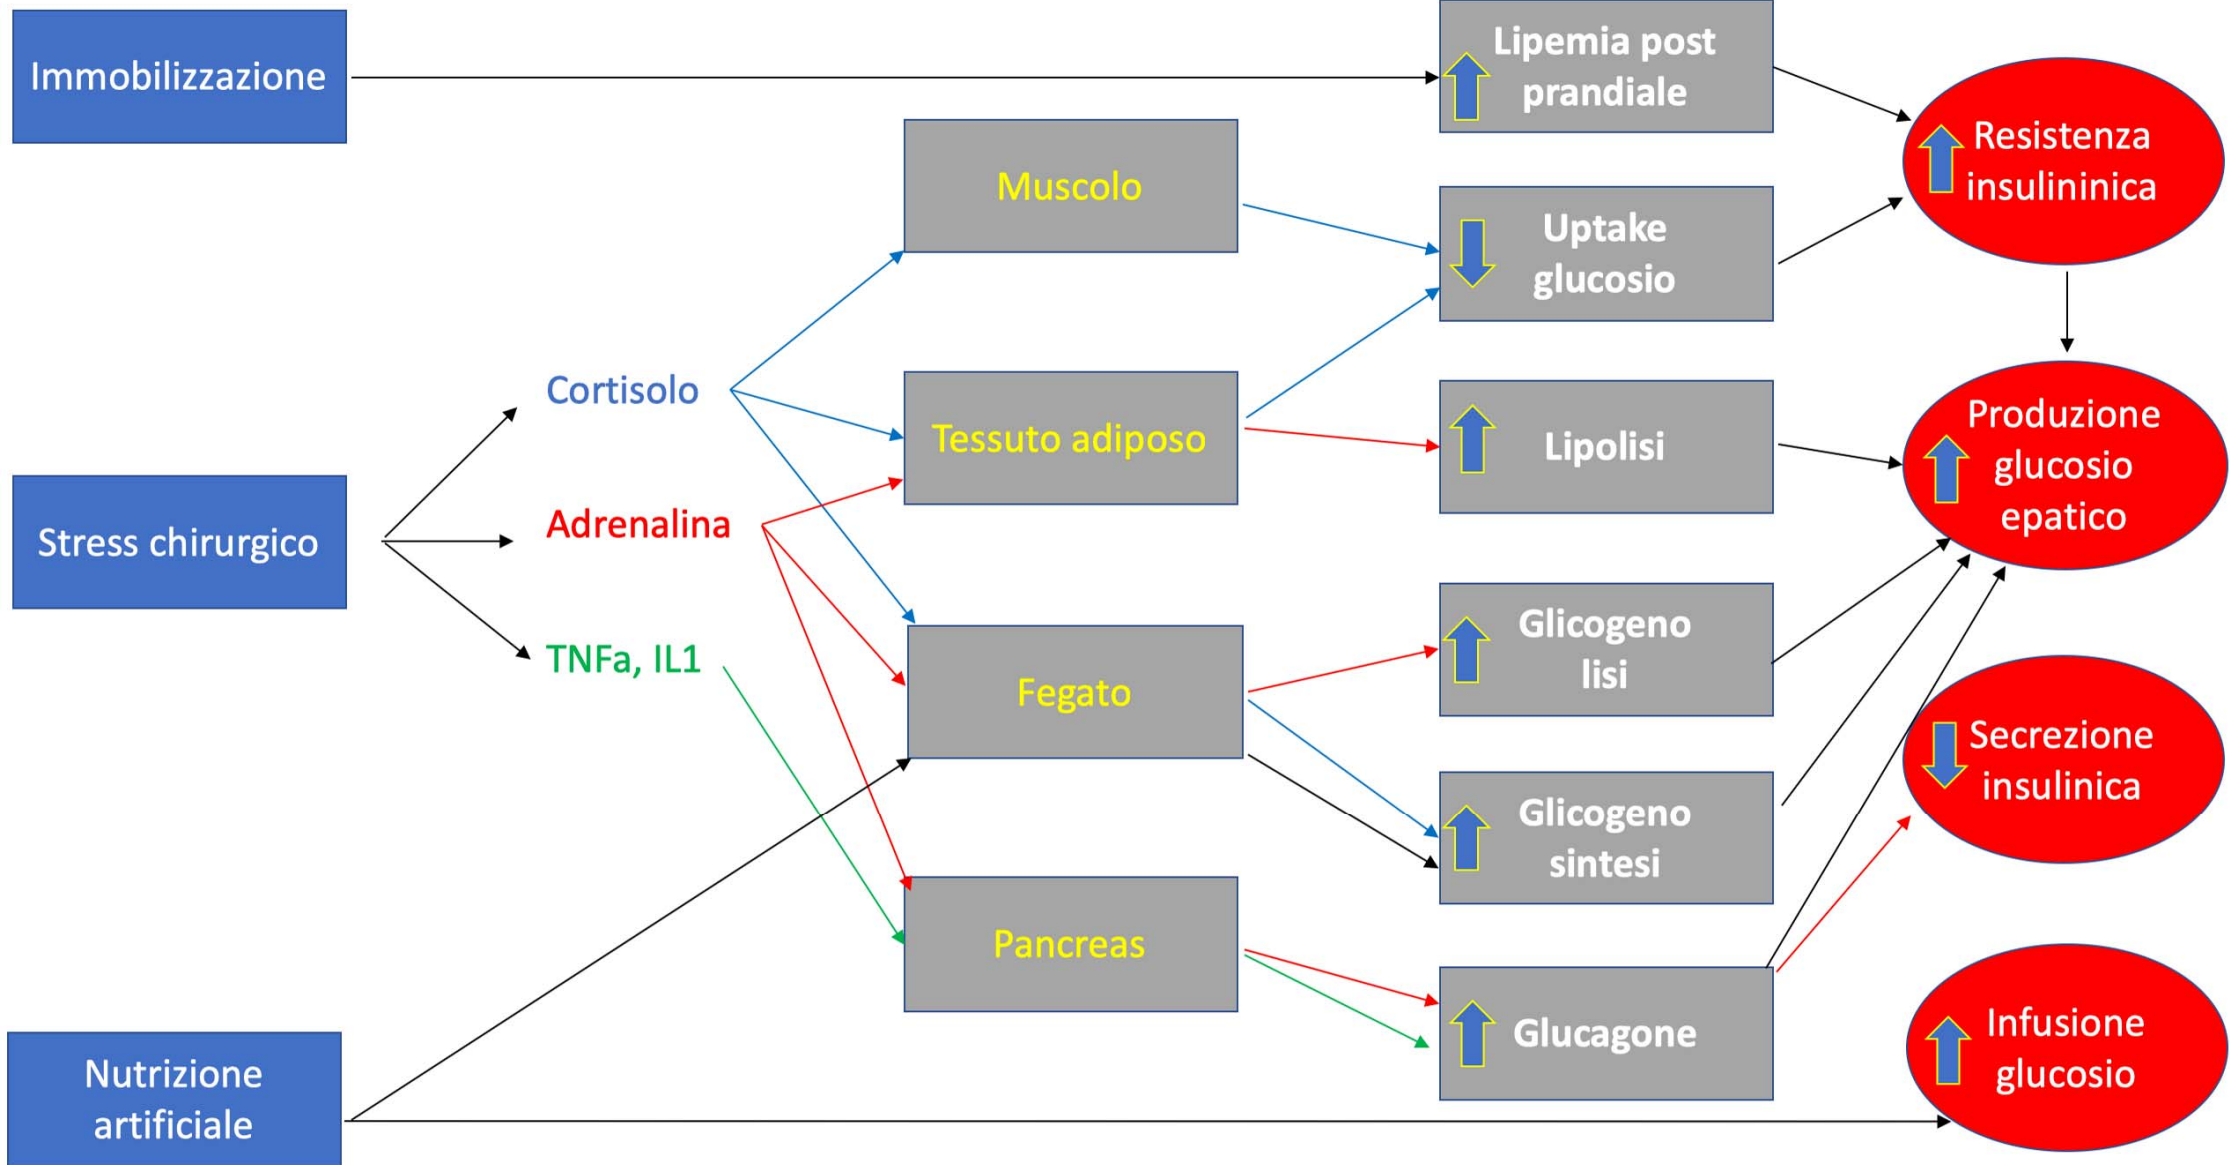 Immobilizzazione
Stress chirurgico
Nutrizione
artificiale
Cortisolo
Adrenalina
TNFa, IL1
Muscolo
Tessuto adiposo
Fegato
Pancreas
Lipemia post
prandiale
Uptake
glucosio
Lipolisi
Glicogeno
lisi
Glicogeno
sintesi
Glucagone
Resistenza
insulininica
Produzione
glucosio
epatico
Secrezione
insulinica
Infusione
glucosio